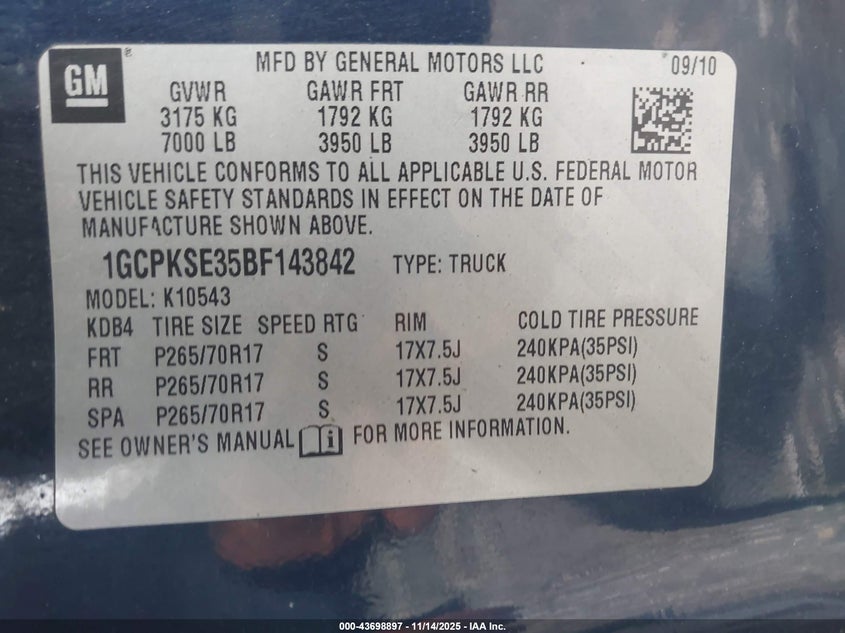 GM
MFD BY GENERAL MOTORS LLC 09/10
GVWR GAWR FRT GAWR RR
3175 KG 1792 KG 1792 KG
7000 LB 3950 LB 3950 LB
THIS VEHICLE CONFORMS TO ALL APPLICABLE U.S. FEDERAL MOTOR
VEHICLE SAFETY STANDARDS IN EFFECT ON THE DATE OF
MANUFACTURE SHOWN ABOVE.
1GCPKSE35BF143842 TYPE: TRUCK
MODEL: K10543
KDB4 TIRE SIZE SPEED RTG RIM COLD TIRE PRESSURE
FRT P265/70R17 S 17X7.5J 240KPA(35PSI)
RR P265/70R17 S 17X7.5J 240KPA(35PSI)
SPA P265/70R17 S 17X7.5J 240KPA(35PSI)
SEE OWNER'S MANUAL i FOR MORE INFORMATION.
000-43698897 - 11/14/2025 - IAA Inc.